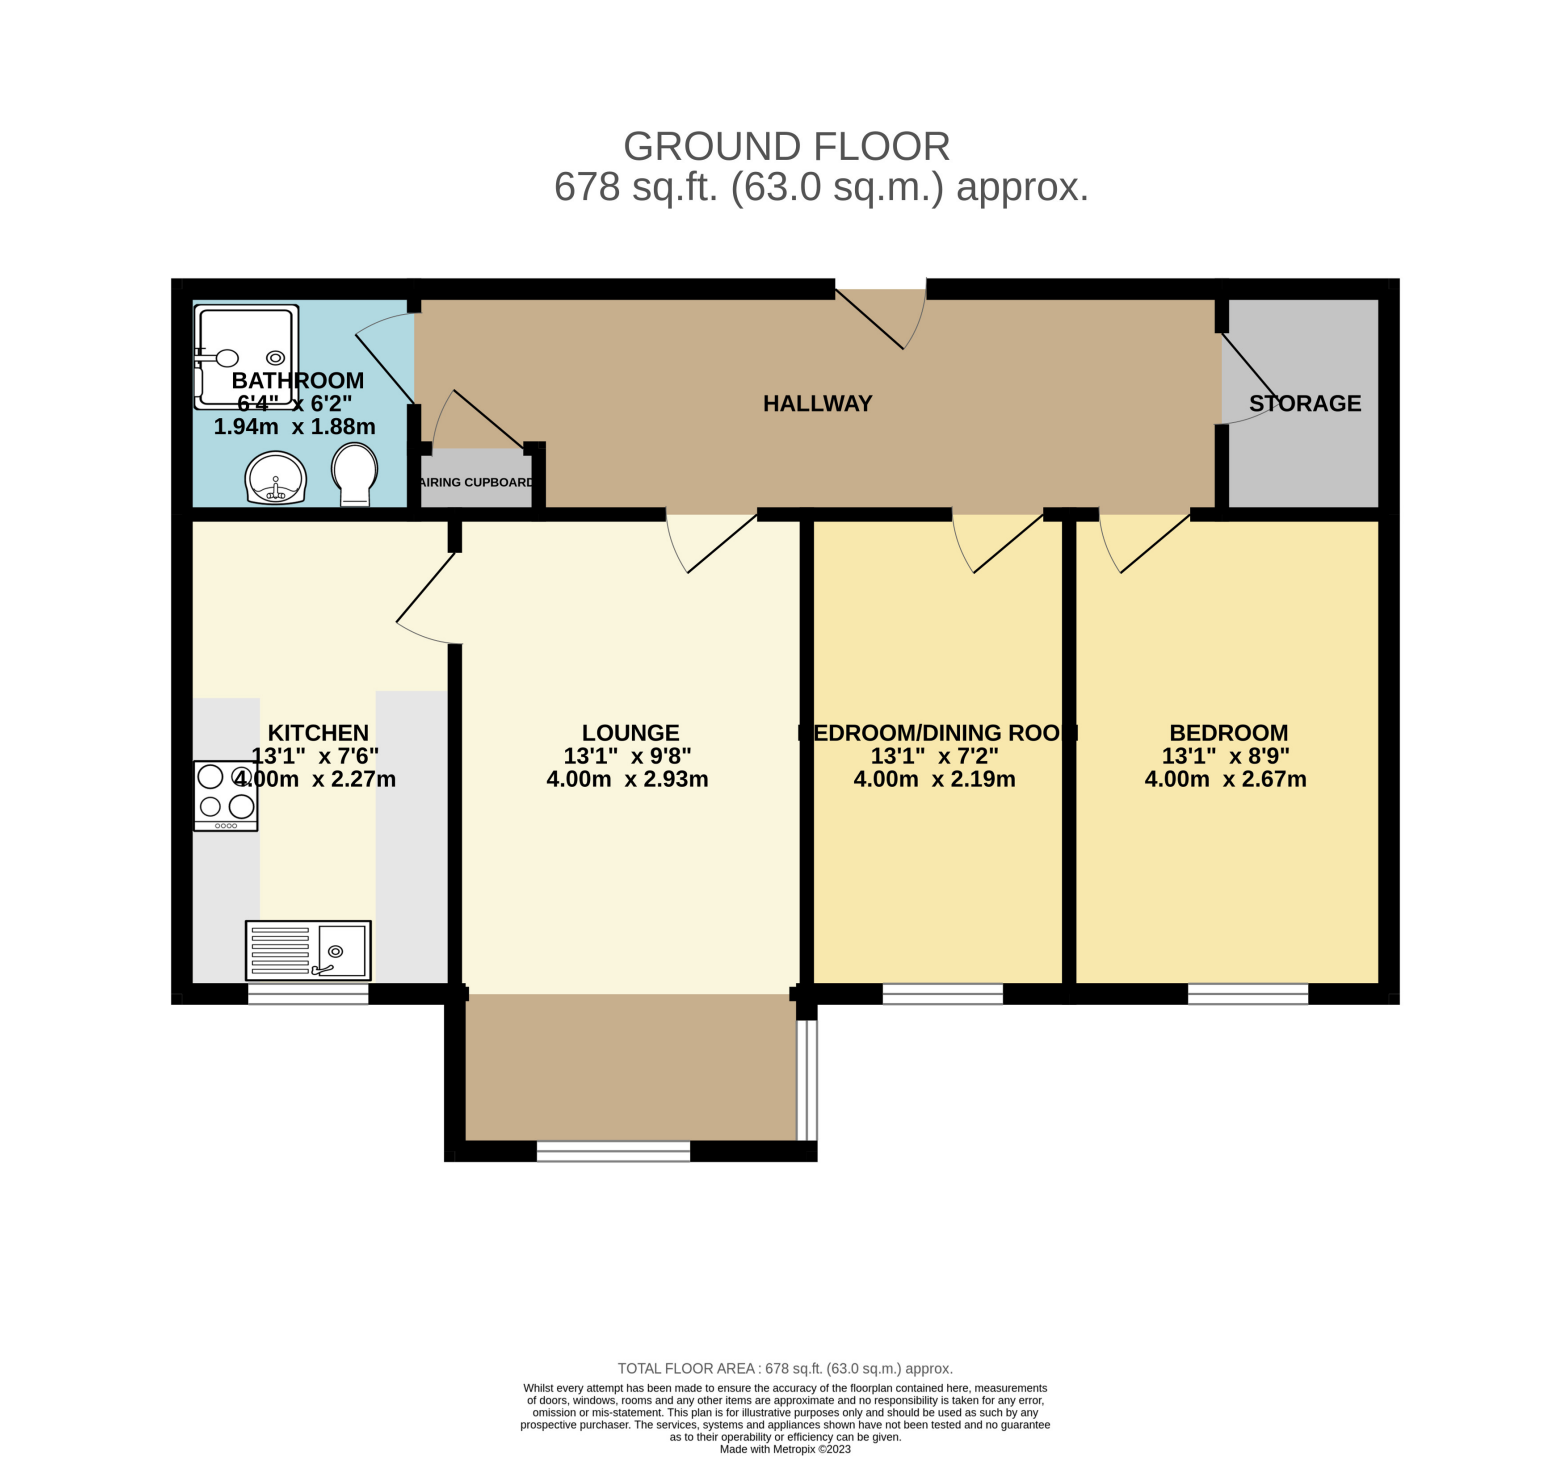 GROUND FLOOR
678 sq.ft. (63.0 sq.m.) approx.
BATHROOM
6'4" x 6'2"
1.94m x 1.88m
HALLWAY
STORAGE
AIRING CUPBOARD
KITCHEN
13'1" x 7'6"
4.00m x 2.27m
LOUNGE
13'1" x 9'8"
4.00m x 2.93m
BEDROOM/DINING ROOM
13'1" x 7'2"
4.00m x 2.19m
BEDROOM
13'1" x 8'9"
4.00m x 2.67m
TOTAL FLOOR AREA : 678 sq.ft. (63.0 sq.m.) approx.
Whilst every attempt has been made to ensure the accuracy of the floorplan contained here, measurements
of doors, windows, rooms and any other items are approximate and no responsibility is taken for any error,
omission or mis-statement. This plan is for illustrative purposes only and should be used as such by any
prospective purchaser. The services, systems and appliances shown have not been tested and no guarantee
as to their operability or efficiency can be given.
Made with Metropix ©2023